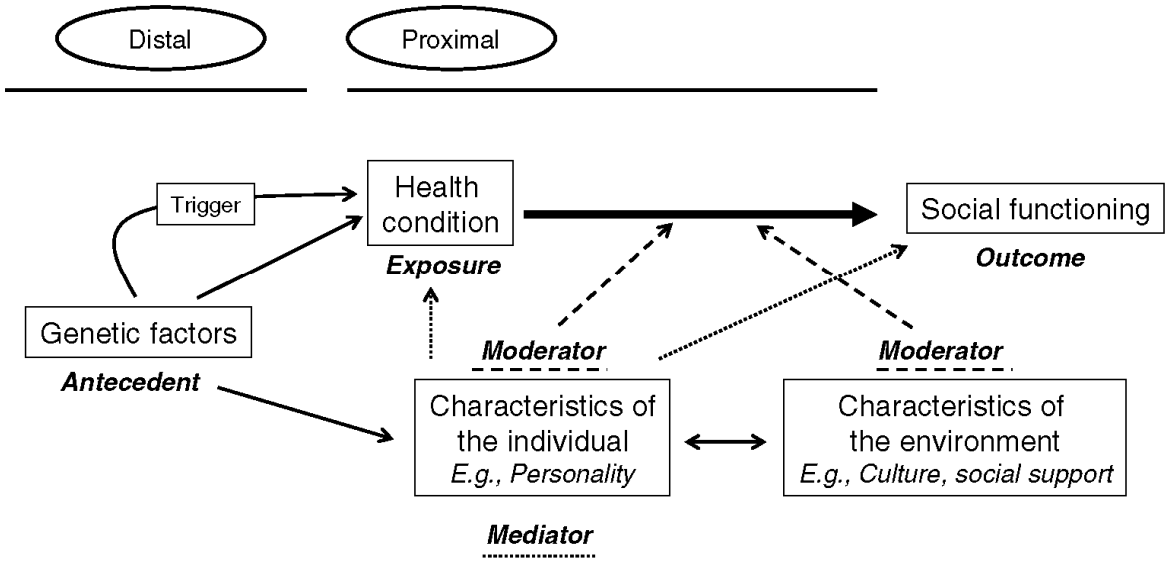 Distal
Proximal
Trigger
Health
condition
Exposure
Social functioning
Outcome
Genetic factors
Antecedent
Moderator
Moderator
Characteristics of
the individual
E.g., Personality
Characteristics of
the environment
E.g., Culture, social support
Mediator